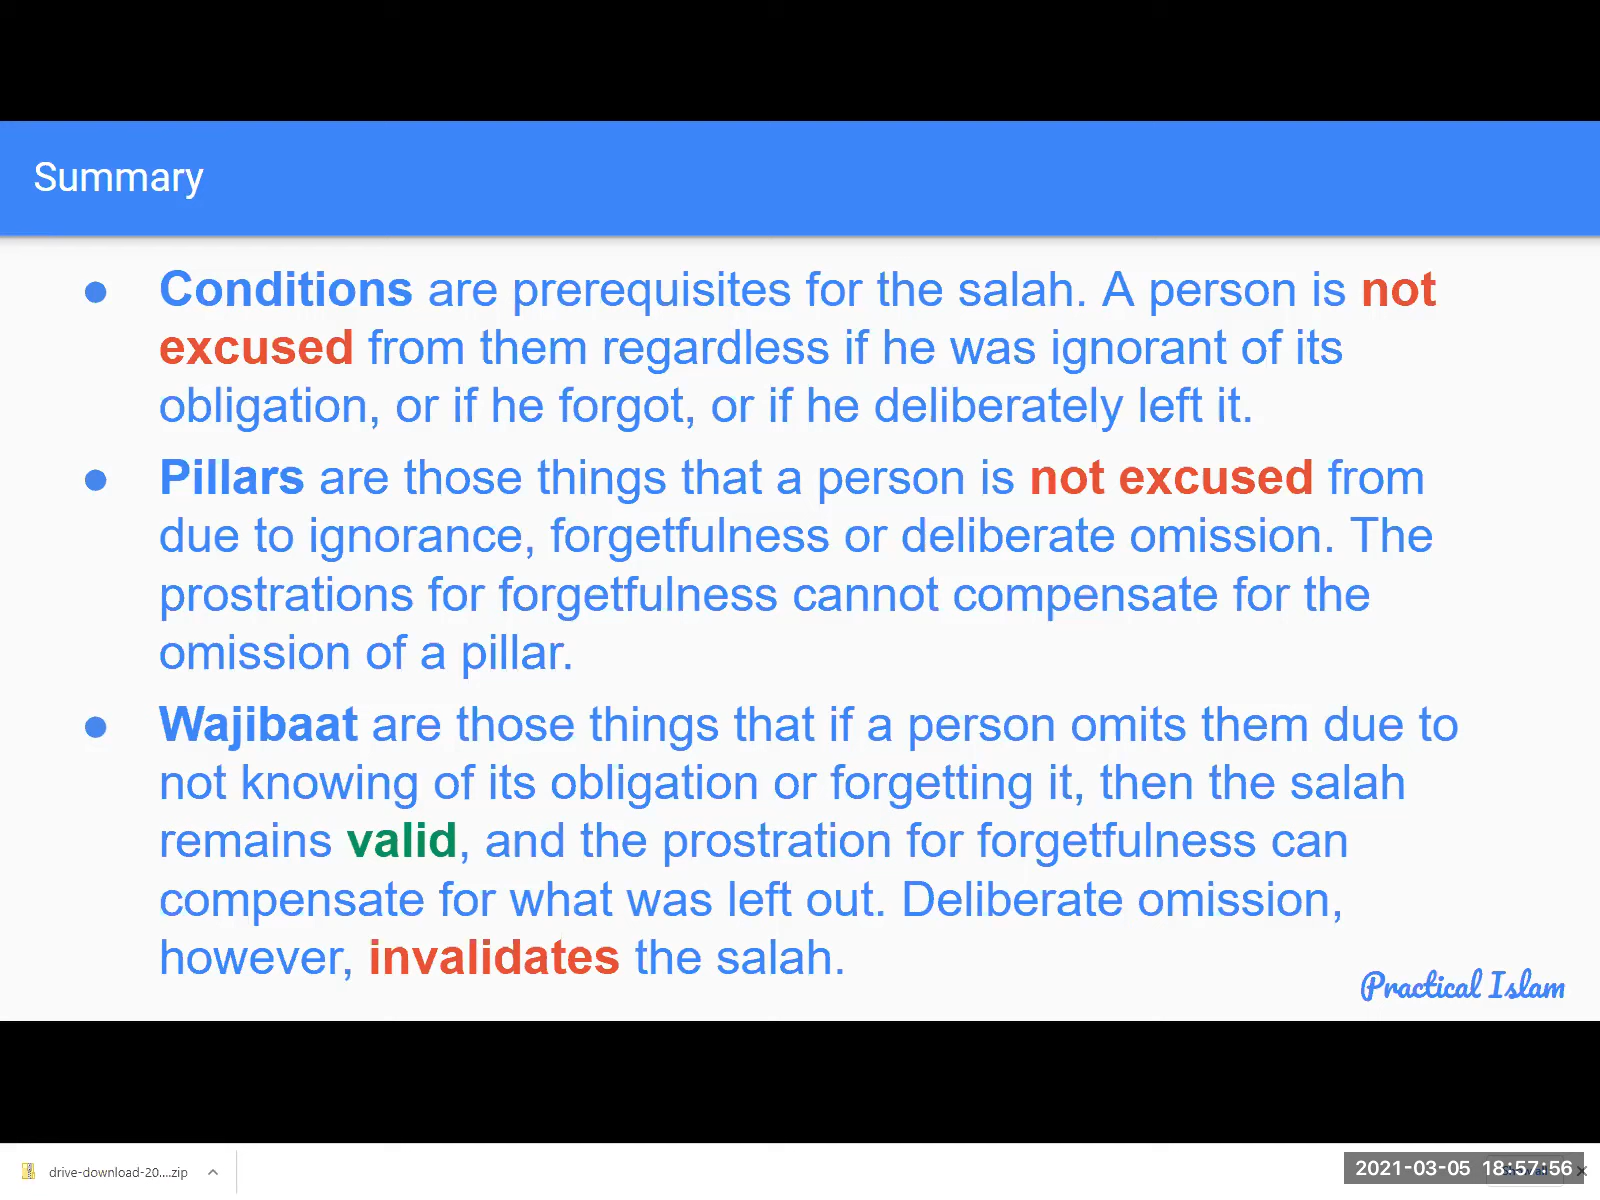 Summary
● Conditions are prerequisites for the salah. A person is not
excused from them regardless if he was ignorant of its
obligation, or if he forgot, or if he deliberately left it.
● Pillars are those things that a person is not excused from
due to ignorance, forgetfulness or deliberate omission. The
prostrations for forgetfulness cannot compensate for the
omission of a pillar.
● Wajibaat are those things that if a person omits them due to
not knowing of its obligation or forgetting it, then the salah
remains valid, and the prostration for forgetfulness can
compensate for what was left out. Deliberate omission,
however, invalidates the salah.
Practical Islam
drive-download-20....zip
2021-03-05 18:57:56